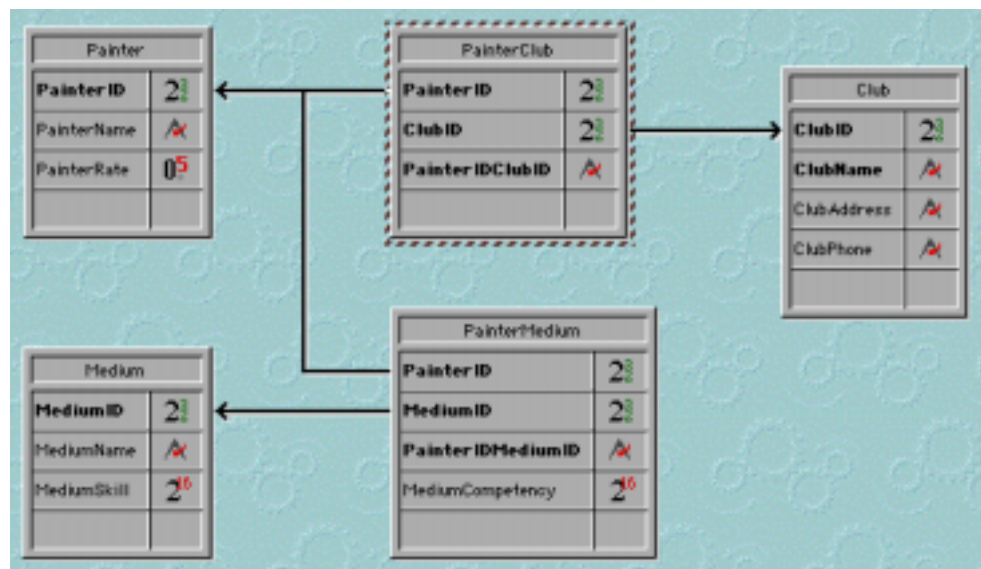 Painter
PainterID
PainterName
PainterRate
PainterClub
PainterID
ClubID
PainterIDClubID
Club
ClubID
ClubName
ClubAddress
ClubPhone
Medium
MediumID
MediumName
MediumSkill
PainterMedium
PainterID
MediumID
PainterIDMediumID
MediumCompetency